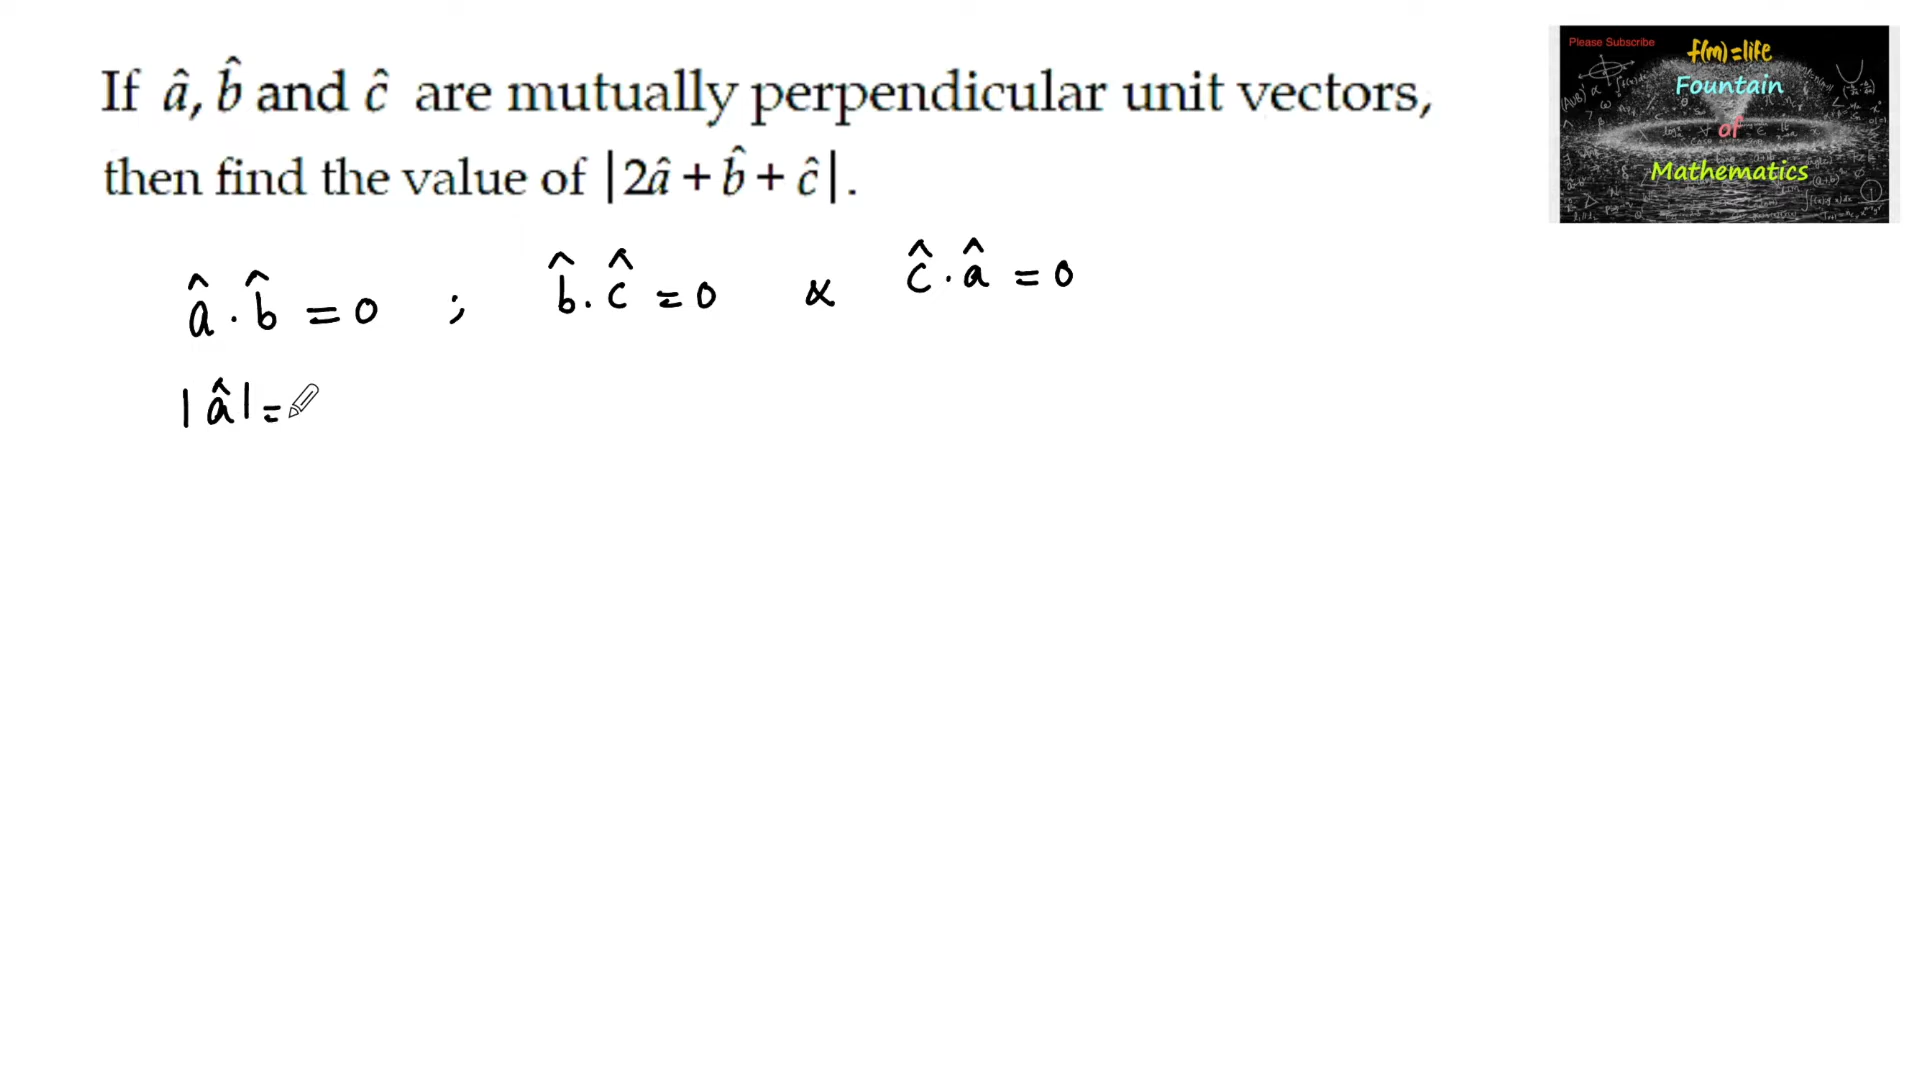 If â, b̂ and ĉ are mutually perpendicular unit vectors,
then find the value of |2â + b̂ + ĉ|.
â . b̂ = 0 ; b̂ . ĉ = 0 & ĉ . â = 0
|â| =
Please Subscribe
f(m)=life
Fountain
of
Mathematics